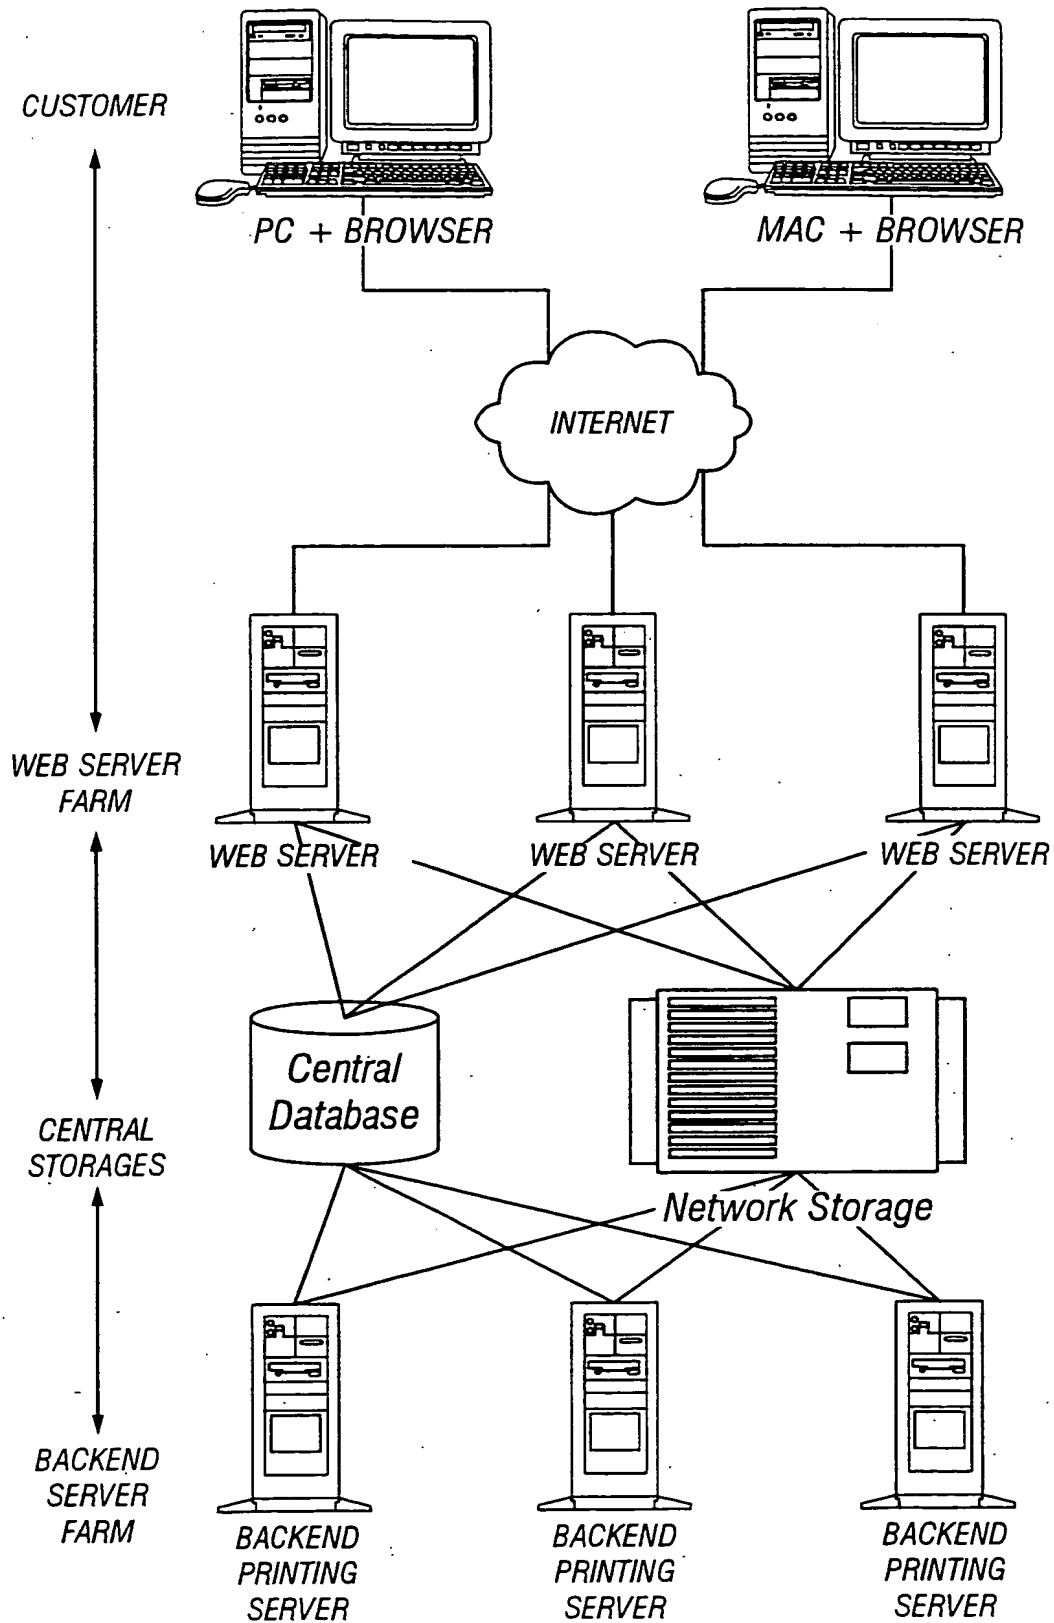 CUSTOMER
PC + BROWSER
MAC + BROWSER
INTERNET
WEB SERVER
FARM
WEB SERVER
WEB SERVER
WEB SERVER
Central
Database
CENTRAL
STORAGES
Network Storage
BACKEND
SERVER
FARM
BACKEND
PRINTING
SERVER
BACKEND
PRINTING
SERVER
BACKEND
PRINTING
SERVER